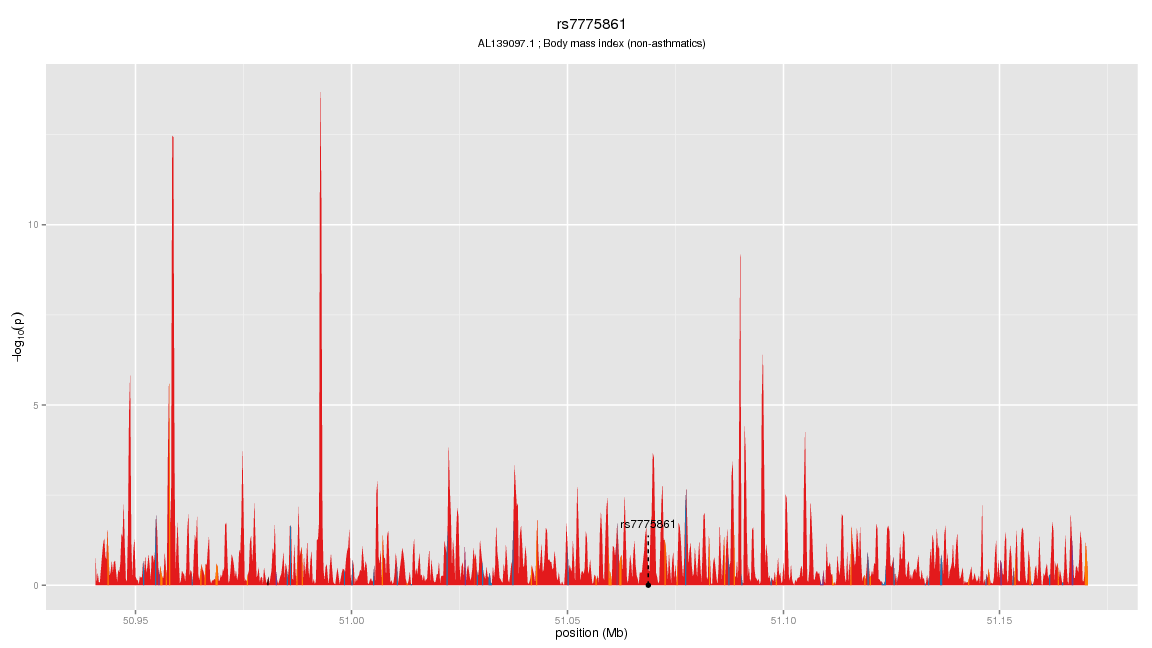 rs7775861
AL139097.1 ; Body mass index (non-asthmatics)
10
5
0
−log10(p)
rs7775861
50.95 51.00 51.05 51.10 51.15
position (Mb)